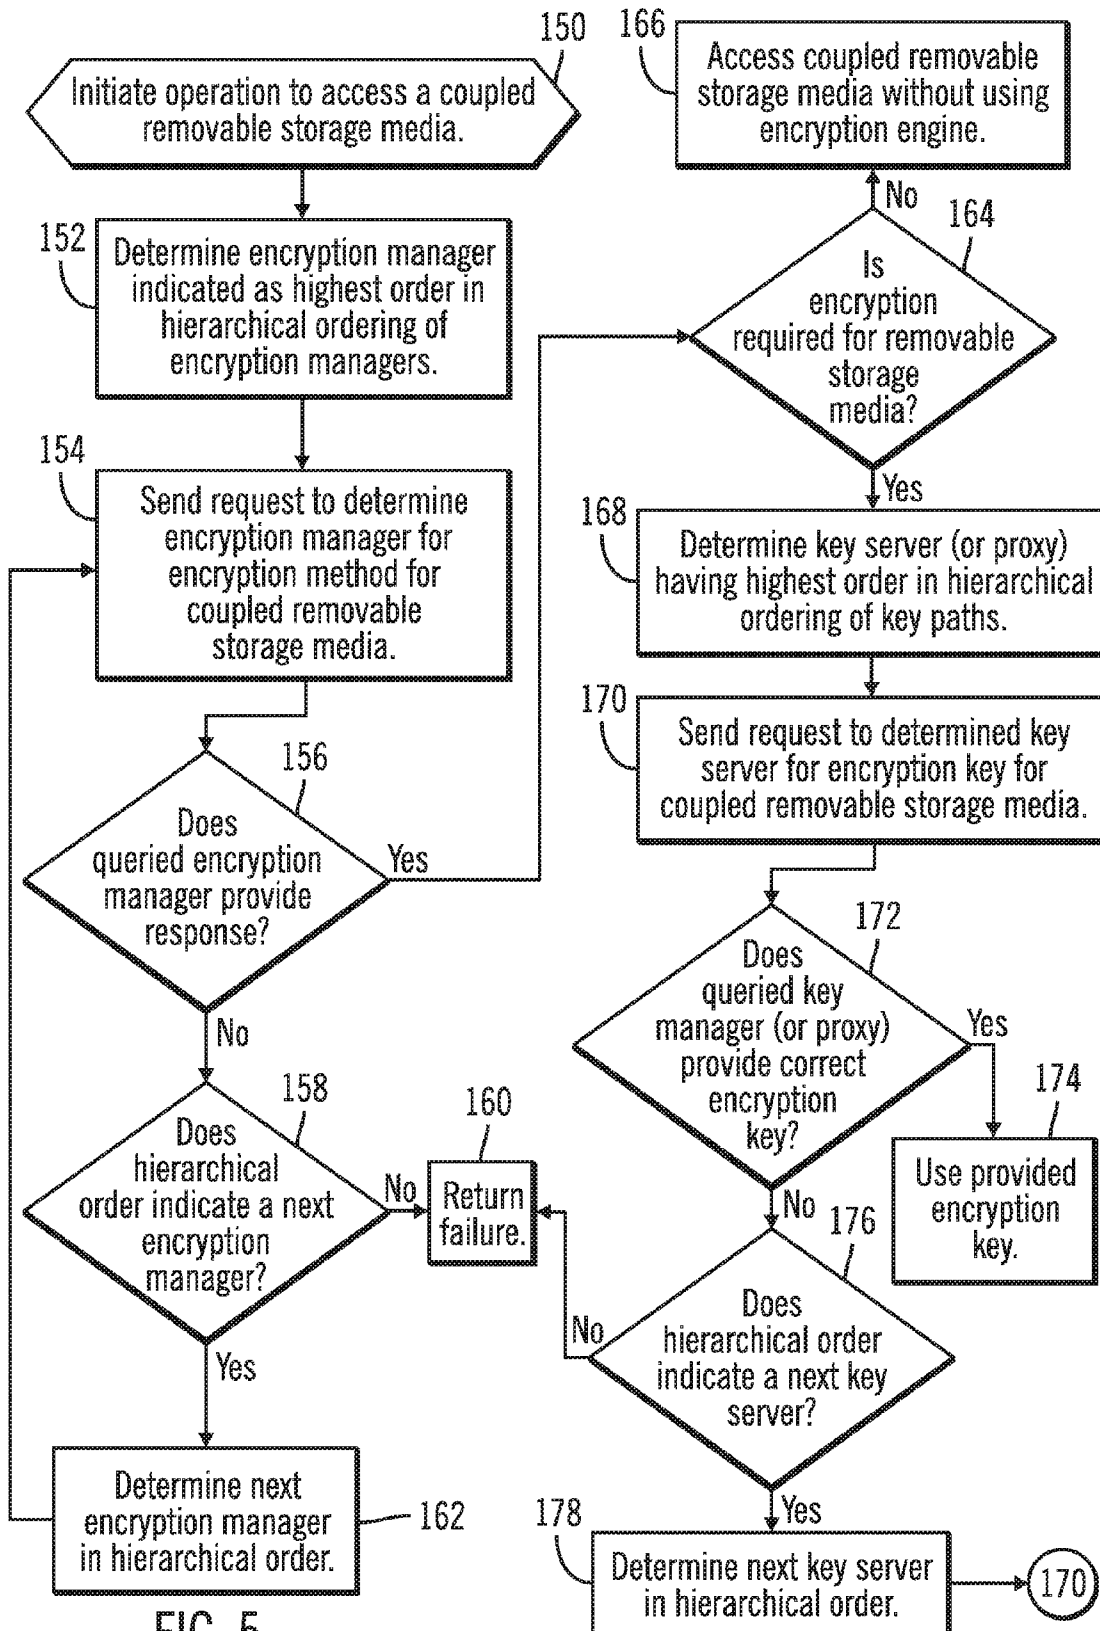 150
Initiate operation to access a coupled
removable storage media.
152
Determine encryption manager
indicated as highest order in
hierarchical ordering of
encryption managers.
154
Send request to determine
encryption manager for
encryption method for
coupled removable
storage media.
156
Does
queried encryption
manager provide
response?
Yes
No
158
Does
hierarchical
order indicate a next
encryption
manager?
No
160
Return
failure.
Yes
Determine next
encryption manager
in hierarchical order.
162
FIG. 5
166
Access coupled removable
storage media without using
encryption engine.
No
164
Is
encryption
required for removable
storage
media?
Yes
168
Determine key server (or proxy)
having highest order in hierarchical
ordering of key paths.
170
Send request to determined key
server for encryption key for
coupled removable storage media.
172
Does
queried key
manager (or proxy)
provide correct
encryption
key?
Yes
174
Use provided
encryption
key.
No
176
Does
hierarchical order
indicate a next key
server?
No
Yes
178
Determine next key server
in hierarchical order.
170